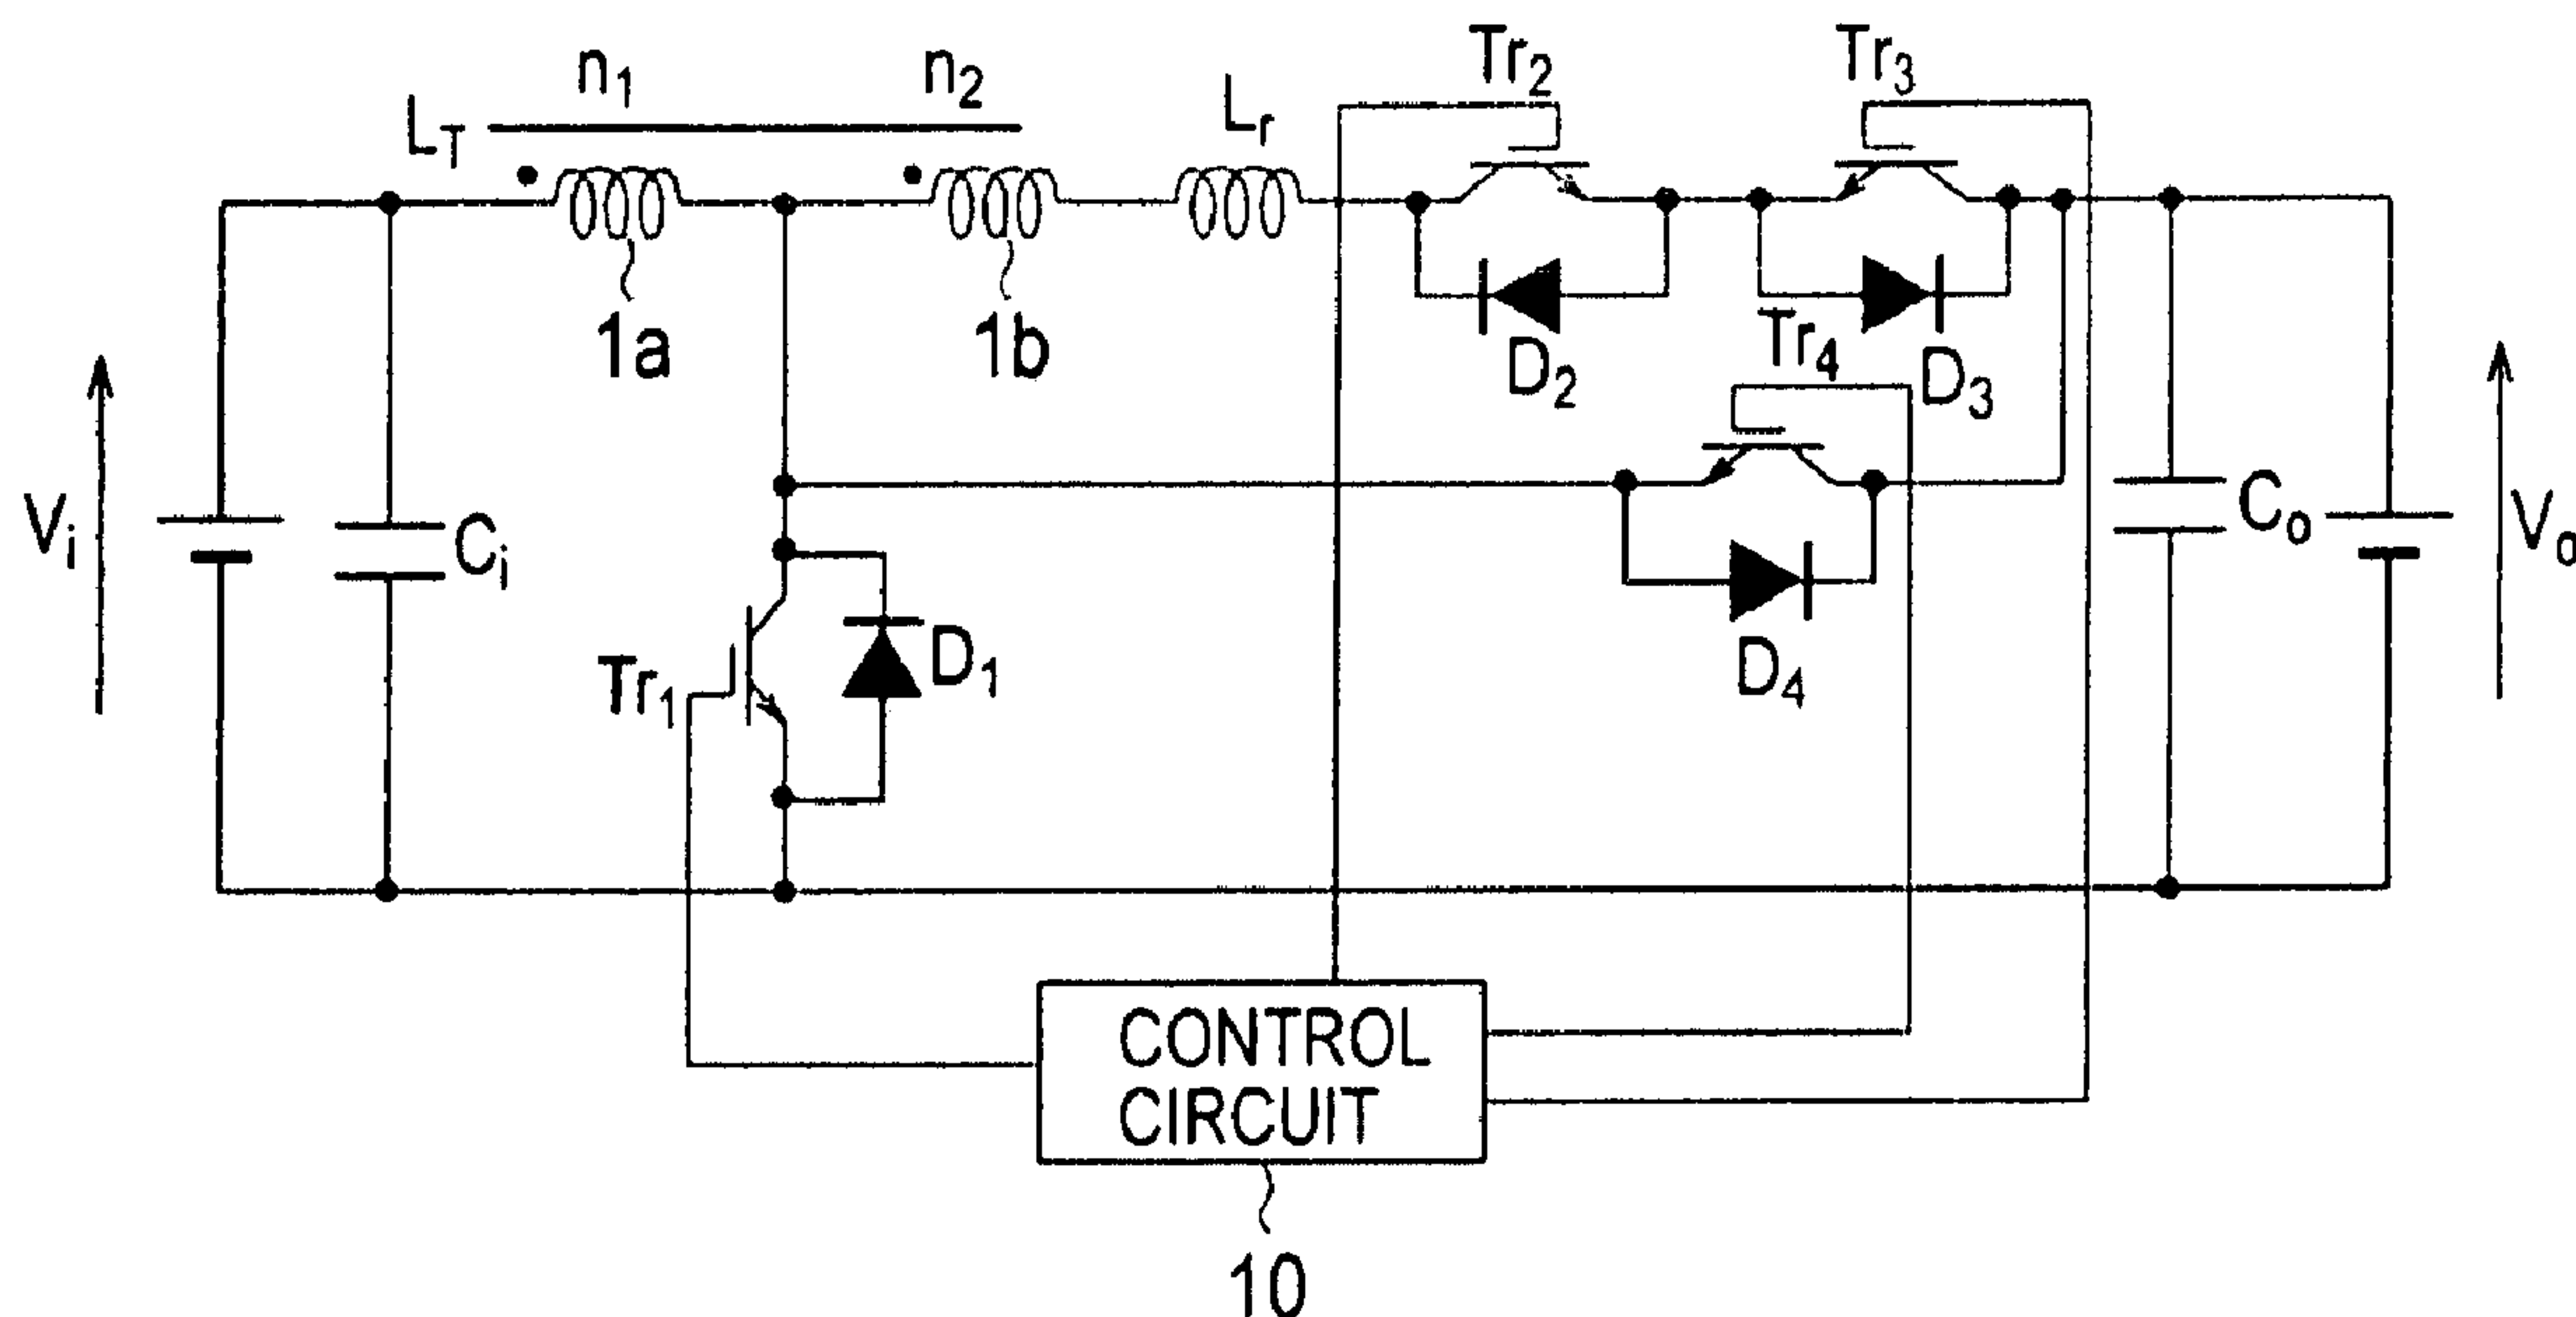 n1
n2
LT
Lr
Tr2
Tr3
1a
1b
D2
Tr4
D3
Vi
Ci
Co
Vo
Tr1
D1
D4
CONTROL
CIRCUIT
10